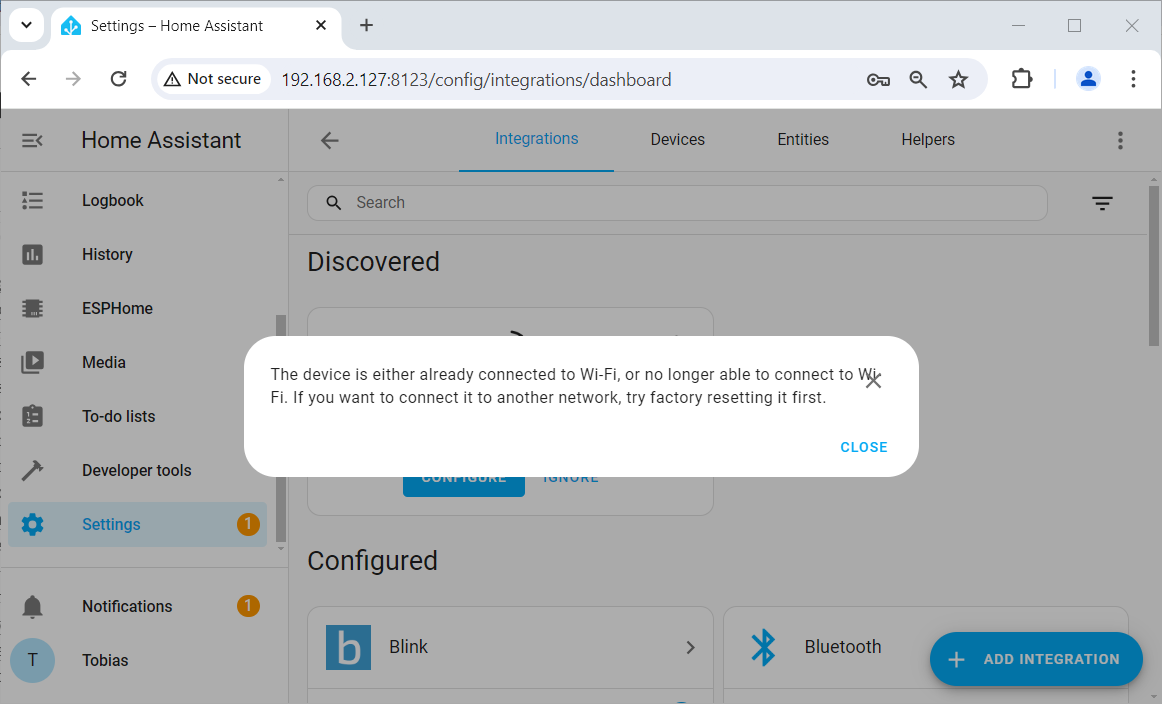 Settings – Home Assistant
Not secure
192.168.2.127:8123/config/integrations/dashboard
Home Assistant
Integrations
Devices
Entities
Helpers
Logbook
History
ESPHome
Media
To-do lists
Developer tools
Settings
1
Notifications
1
T
Tobias
Search
Discovered
The device is either already connected to Wi-Fi, or no longer able to connect to Wi-
Fi. If you want to connect it to another network, try factory resetting it first.
CLOSE
CONFIGURE
IGNORE
Configured
b
Blink
Bluetooth
ADD INTEGRATION